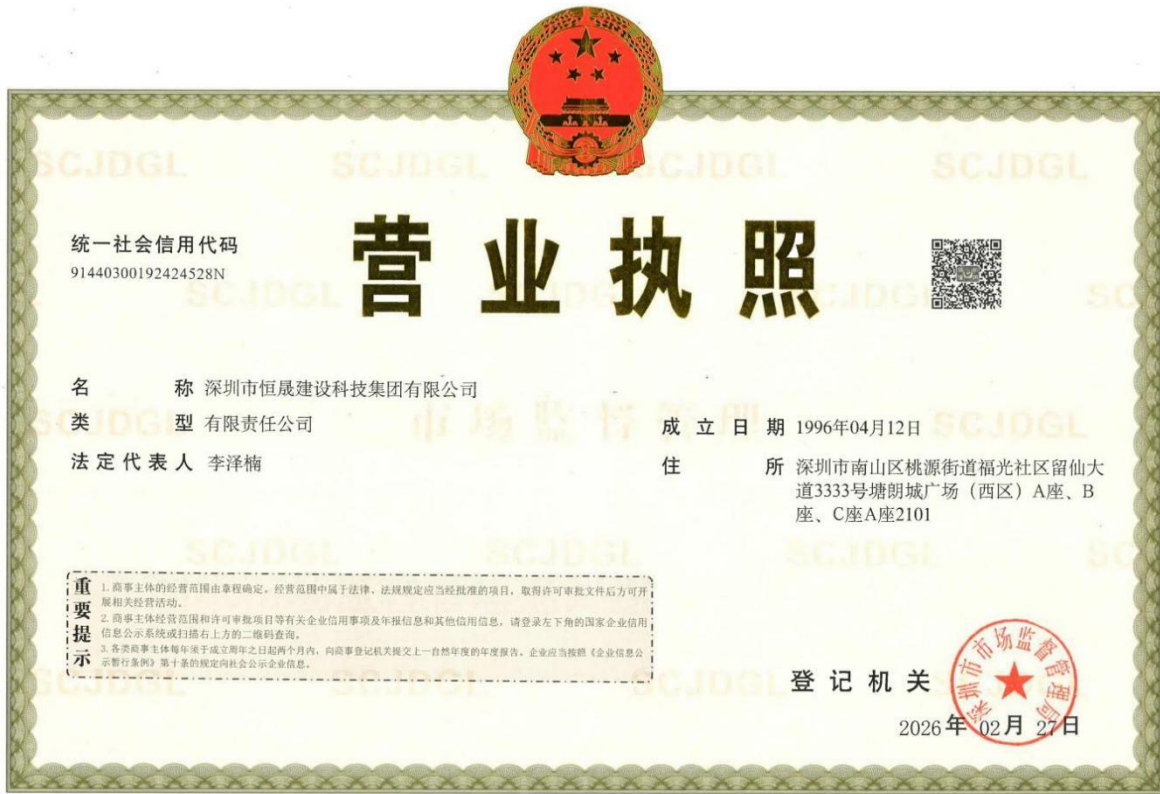 营业执照
统一社会信用代码
91440300192424528N
名称 深圳市恒晟建设科技集团有限公司
类型 有限责任公司
法定代表人 李泽楠
成立日期 1996年04月12日
住所 深圳市南山区桃源街道福光社区留仙大
道3333号塘朗城广场（西区）A座、B
座、C座A座2101
重要提示
1. 商事主体的经营范围由章程确定。经营范围中属于法律、法规规定应当经批准的项目，取得许可审批文件后方可开
展相关经营活动。
2. 商事主体经营范围和许可审批项目等有关企业信用事项及年报信息和其他信用信息，请登录左下角的国家企业信用
信息公示系统或扫描右上方的二维码查询。
3. 各类商事主体每年须于成立周年之日起两个月内，向商事登记机关提交上一自然年度的年度报告。企业应当按照《企业信息公
示暂行条例》第十条的规定向社会公示企业信息。
登记机关
深圳市市场监督管理局
2026年02月27日
SCJDGL
市场监督管理